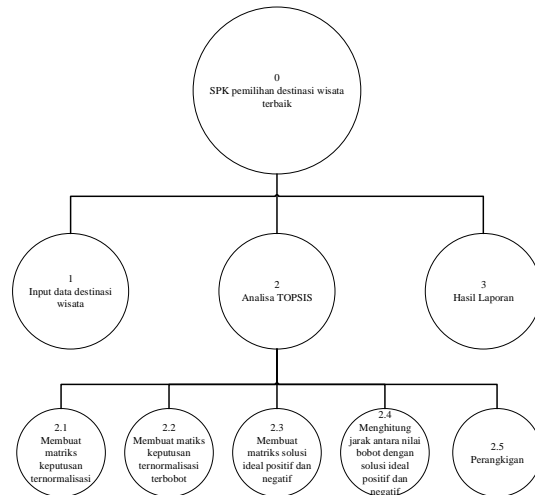 0
SPK pemilihan destinasi wisata
terbaik
1
Input data destinasi
wisata
2
Analisa TOPSIS
3
Hasil Laporan
2.1
Membuat
matriks
keputusan
ternormalisasi
2.2
Membuat matiks
keputusan
ternormalisasi
terbobot
2.3
Membuat
matriks solusi
ideal positif dan
negatif
2.4
Menghitung
jarak antara nilai
bobot dengan
solusi ideal
positif dan
negatif
2.5
Perangkigan